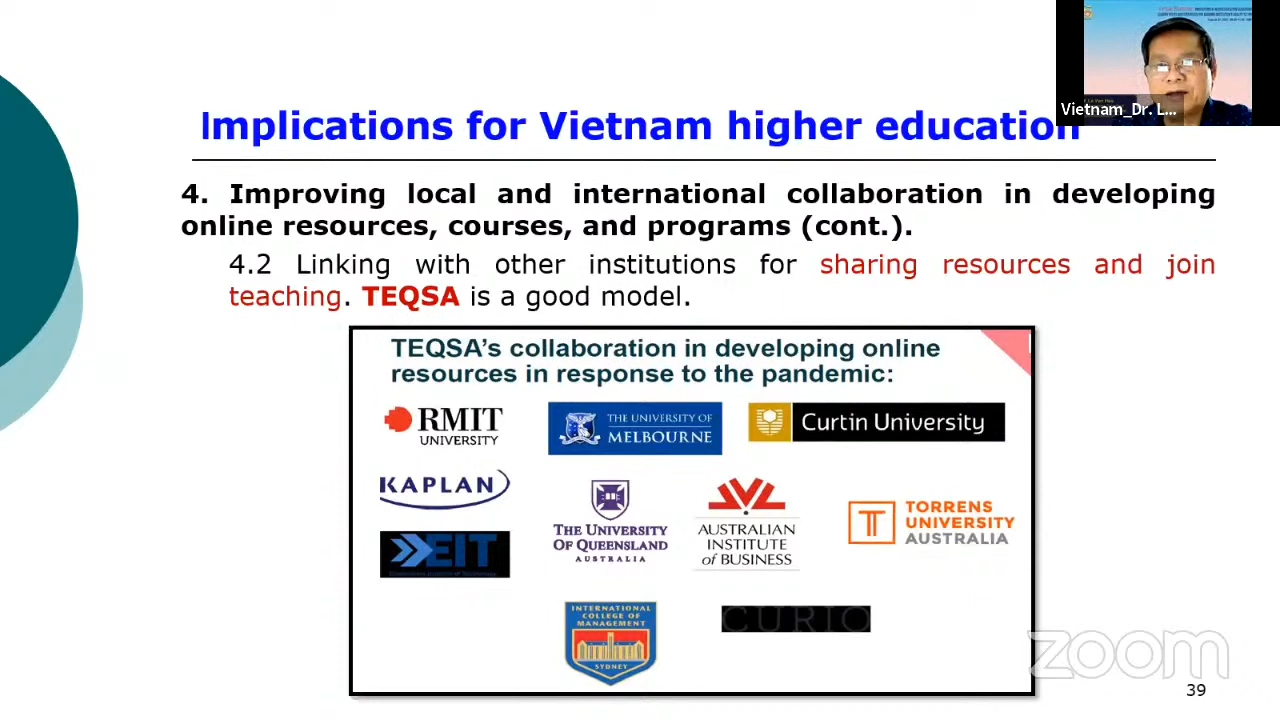 Vietnam_Dr. L...
Implications for Vietnam higher education
4. Improving local and international collaboration in developing
online resources, courses, and programs (cont.).
4.2 Linking with other institutions for sharing resources and join
teaching. TEQSA is a good model.
TEQSA's collaboration in developing online
resources in response to the pandemic:
RMIT
UNIVERSITY
THE UNIVERSITY OF
MELBOURNE
Curtin University
KAPLAN
EIT
THE UNIVERSITY
OF QUEENSLAND
AUSTRALIA
AUSTRALIAN
INSTITUTE
of BUSINESS
TORRENS
UNIVERSITY
AUSTRALIA
INTERNATIONAL
COLLEGE OF
MANAGEMENT
SYDNEY
CURIO
zoom
39